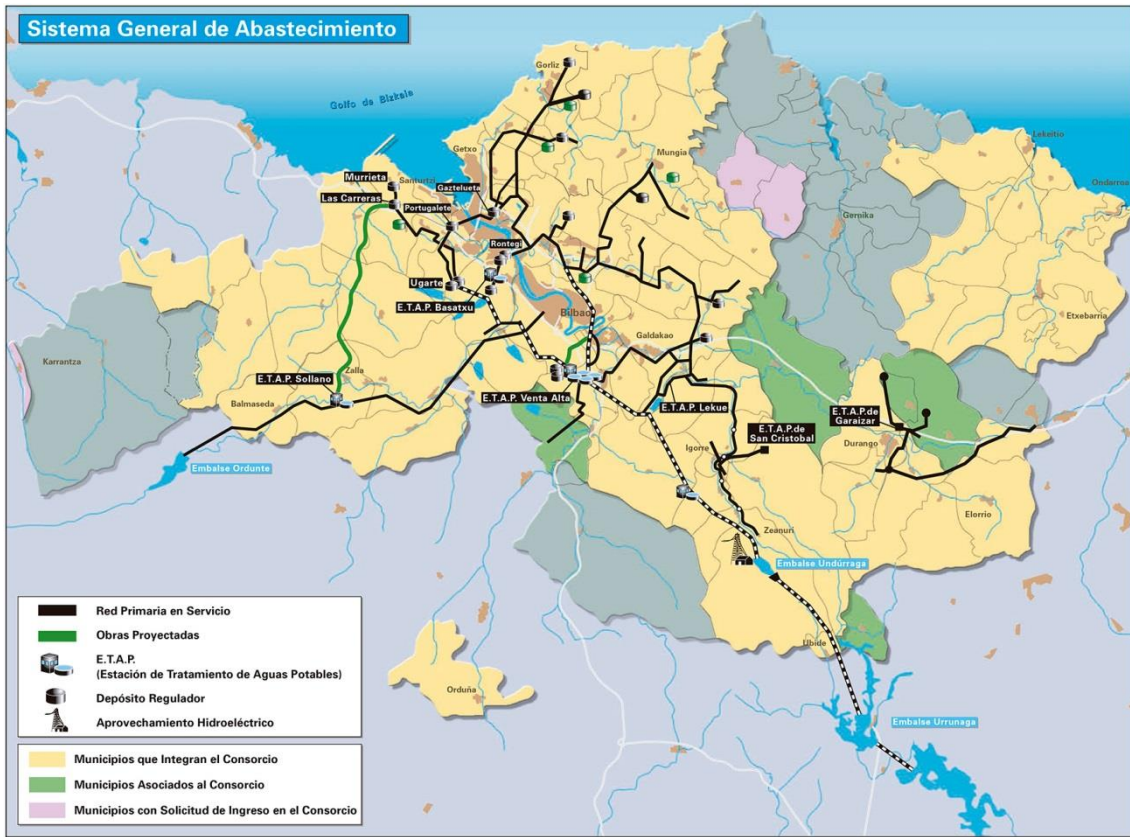 Sistema General de Abastecimiento
Golfo de Bizkaia
Gorliz
Getxo
Mungia
Lekeitio
Ondarroa
Murrieta
Santurtzi
Las Carreras
Gaztelueta
Portugalete
Gernika
Rontegi
Ugarte
E.T.A.P. Basatxu
Bilbao
Etxebarria
Galdakao
Karrantza
Zalla
E.T.A.P. Sollano
Balmaseda
E.T.A.P. Venta Alta
E.T.A.P. Lekue
E.T.A.P.de
Garaizar
E.T.A.P.de
San Cristobal
Durango
Igorre
Embalse Ordunte
Elorrio
Zeanuri
Embalse Undúrraga
Ubide
Orduña
Embalse Urrunaga
Red Primaria en Servicio
Obras Proyectadas
E.T.A.P.
(Estación de Tratamiento de Aguas Potables)
Depósito Regulador
Aprovechamiento Hidroeléctrico
Municipios que Integran el Consorcio
Municipios Asociados al Consorcio
Municipios con Solicitud de Ingreso en el Consorcio